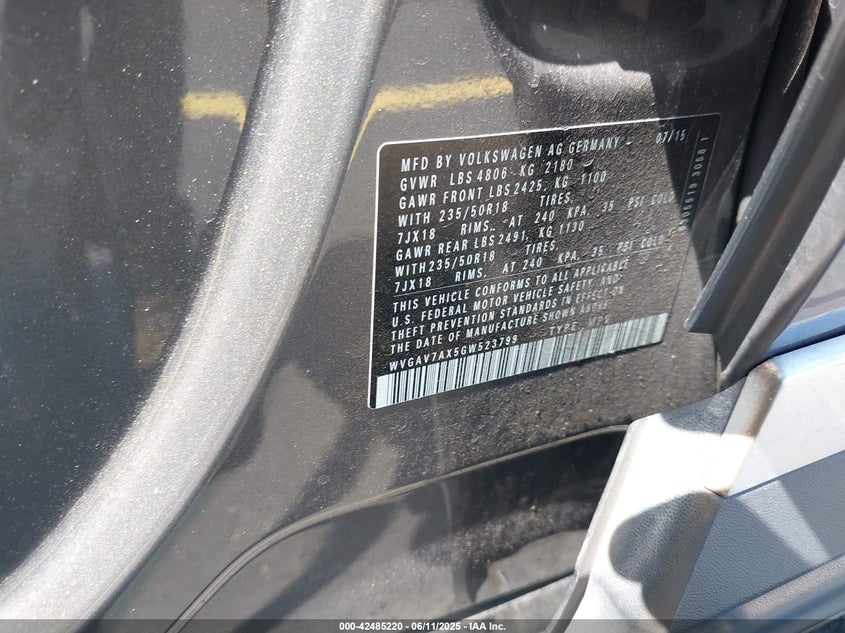 MFD BY VOLKSWAGEN AG GERMANY 07/15
GVWR LBS 4806 KG 2180
GAWR FRONT LBS 2425, KG 1100
WITH 235/50R18 TIRES,
7JX18 RIMS, AT 240 KPA, 35 PSI COLD
GAWR REAR LBS 2491, KG 1130
WITH 235/50R18 TIRES,
7JX18 RIMS, AT 240 KPA, 35 PSI COLD
THIS VEHICLE CONFORMS TO ALL APPLICABLE
U.S. FEDERAL MOTOR VEHICLE SAFETY, AND
THEFT PREVENTION STANDARDS IN EFFECT ON
THE DATE OF MANUFACTURE SHOWN ABOVE.
WVGAV7AX5GW523799 TYPE: MPV
000-42485220 - 06/11/2025 - IAA Inc.